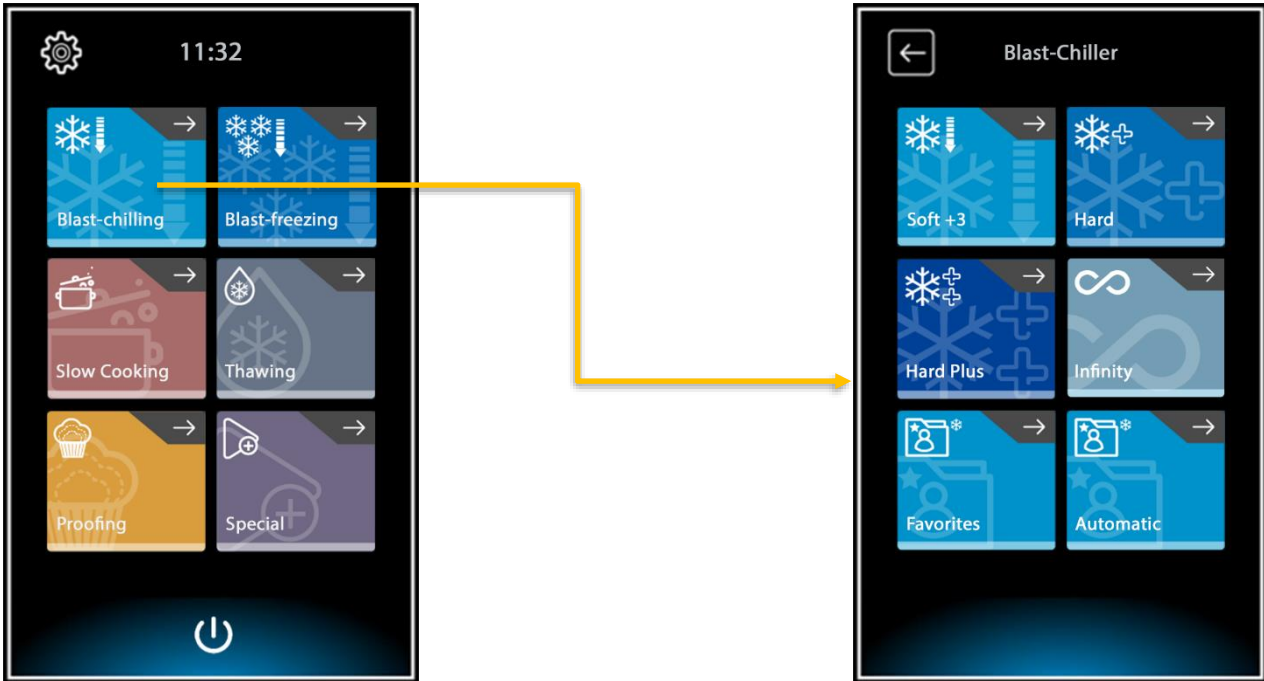 11:32
Blast-chilling
Blast-freezing
Slow Cooking
Thawing
Proofing
Special
Blast-Chiller
Soft +3
Hard
Hard Plus
Infinity
Favorites
Automatic